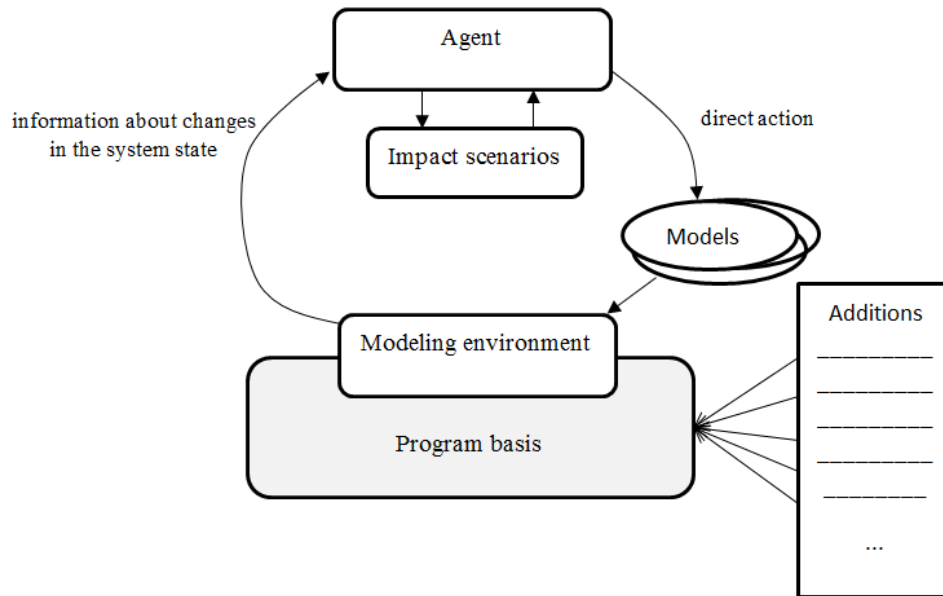 Agent
information about changes
in the system state
direct action
Impact scenarios
Models
Additions
Modeling environment
Program basis
...